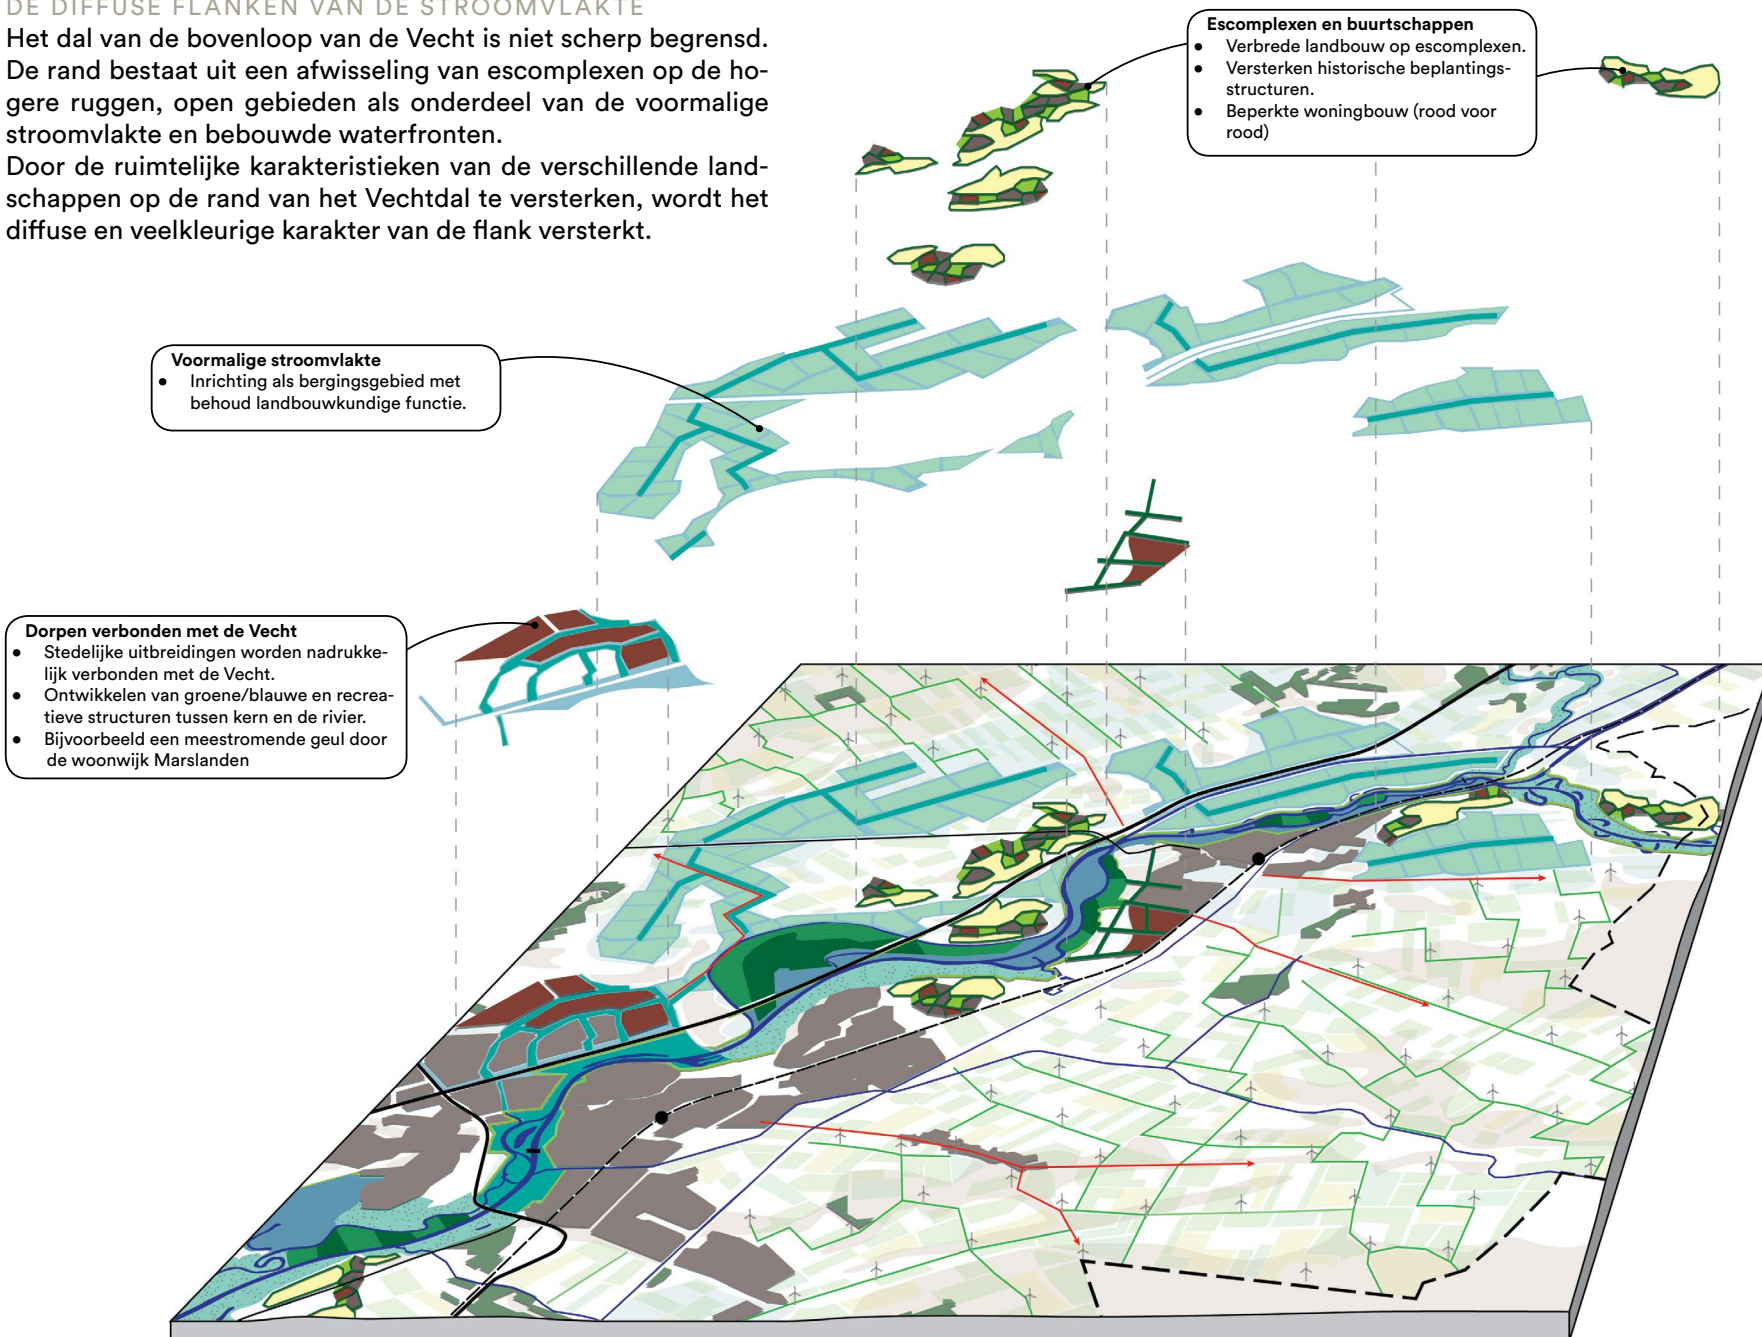 DE DIFFUSE FLANKEN VAN DE STROOMVLAKTE
Het dal van de bovenloop van de Vecht is niet scherp begrensd.
De rand bestaat uit een afwisseling van escomplexen op de ho-
gere ruggen, open gebieden als onderdeel van de voormalige
stroomvlakte en bebouwde waterfronten.
Door de ruimtelijke karakteristieken van de verschillende land-
schappen op de rand van het Vechtdal te versterken, wordt het
diffuse en veelkleurige karakter van de flank versterkt.
Escomplexen en buurtschappen
• Verbrede landbouw op escomplexen.
• Versterken historische beplantings-
structuren.
• Beperkte woningbouw (rood voor
rood)
Voormalige stroomvlakte
• Inrichting als bergingsgebied met
behoud landbouwkundige functie.
Dorpen verbonden met de Vecht
• Stedelijke uitbreidingen worden nadrukke-
lijk verbonden met de Vecht.
• Ontwikkelen van groene/blauwe en recrea-
tieve structuren tussen kern en de rivier.
• Bijvoorbeeld een meestromende geul door
de woonwijk Marslanden